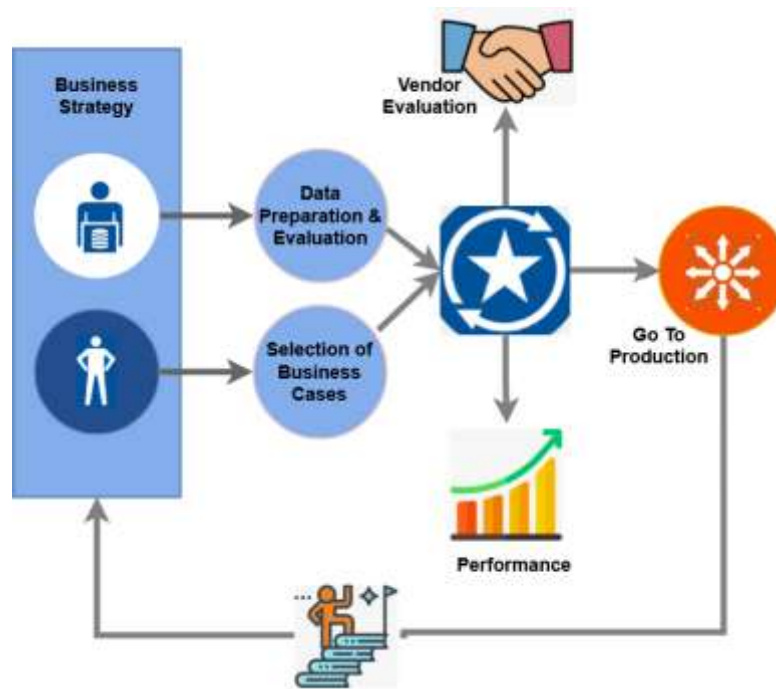 Business
Strategy
Vendor
Evaluation
Data
Preparation &
Evaluation
Selection of
Business
Cases
Go To
Production
Performance